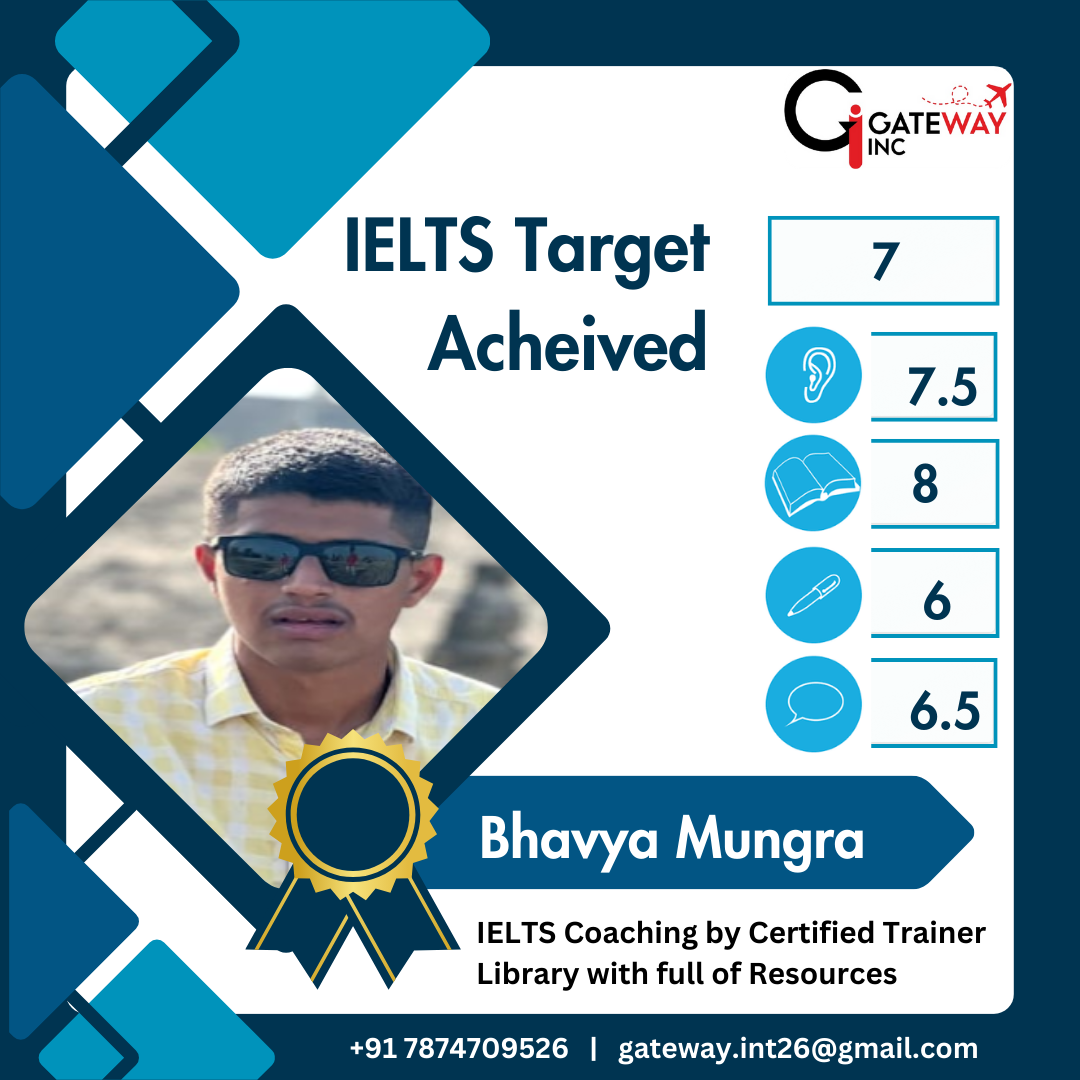 Gi GATEWAY
INC
IELTS Target
Acheived
7
7.5
8
6
6.5
Bhavya Mungra
IELTS Coaching by Certified Trainer
Library with full of Resources
+91 7874709526 | gateway.int26@gmail.com